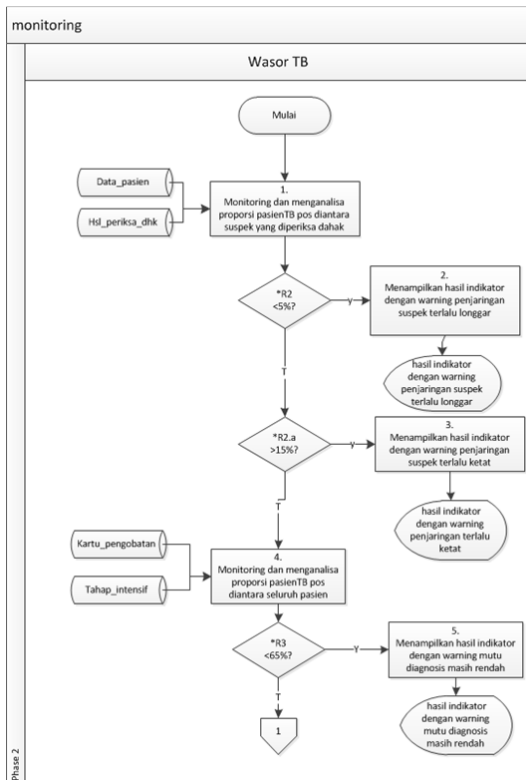 monitoring
Wasor TB
Mulai
Data_pasien
Hsl_periksa_dhk
1.
Monitoring dan menganalisa
proporsi pasienTB pos diantara
suspek yang diperiksa dahak
*R2
<5%?
y
2.
Menampilkan hasil indikator
dengan warning penjaringan
suspek terlalu longgar
hasil indikator
dengan warning
penjaringan suspek
terlalu longgar
T
*R2.a
>15%?
y
3.
Menampilkan hasil indikator
dengan warning penjaringan
suspek terlalu ketat
hasil indikator
dengan warning
penjaringan terlalu
ketat
T
Kartu_pengobatan
Tahap_intensif
4.
Monitoring dan menganalisa
proporsi pasienTB pos
diantara seluruh pasien
*R3
<65%?
Y
5.
Menampilkan hasil indikator
dengan warning mutu
diagnosis masih rendah
hasil indikator
dengan warning
mutu diagnosis
masih rendah
T
1
Phase 2